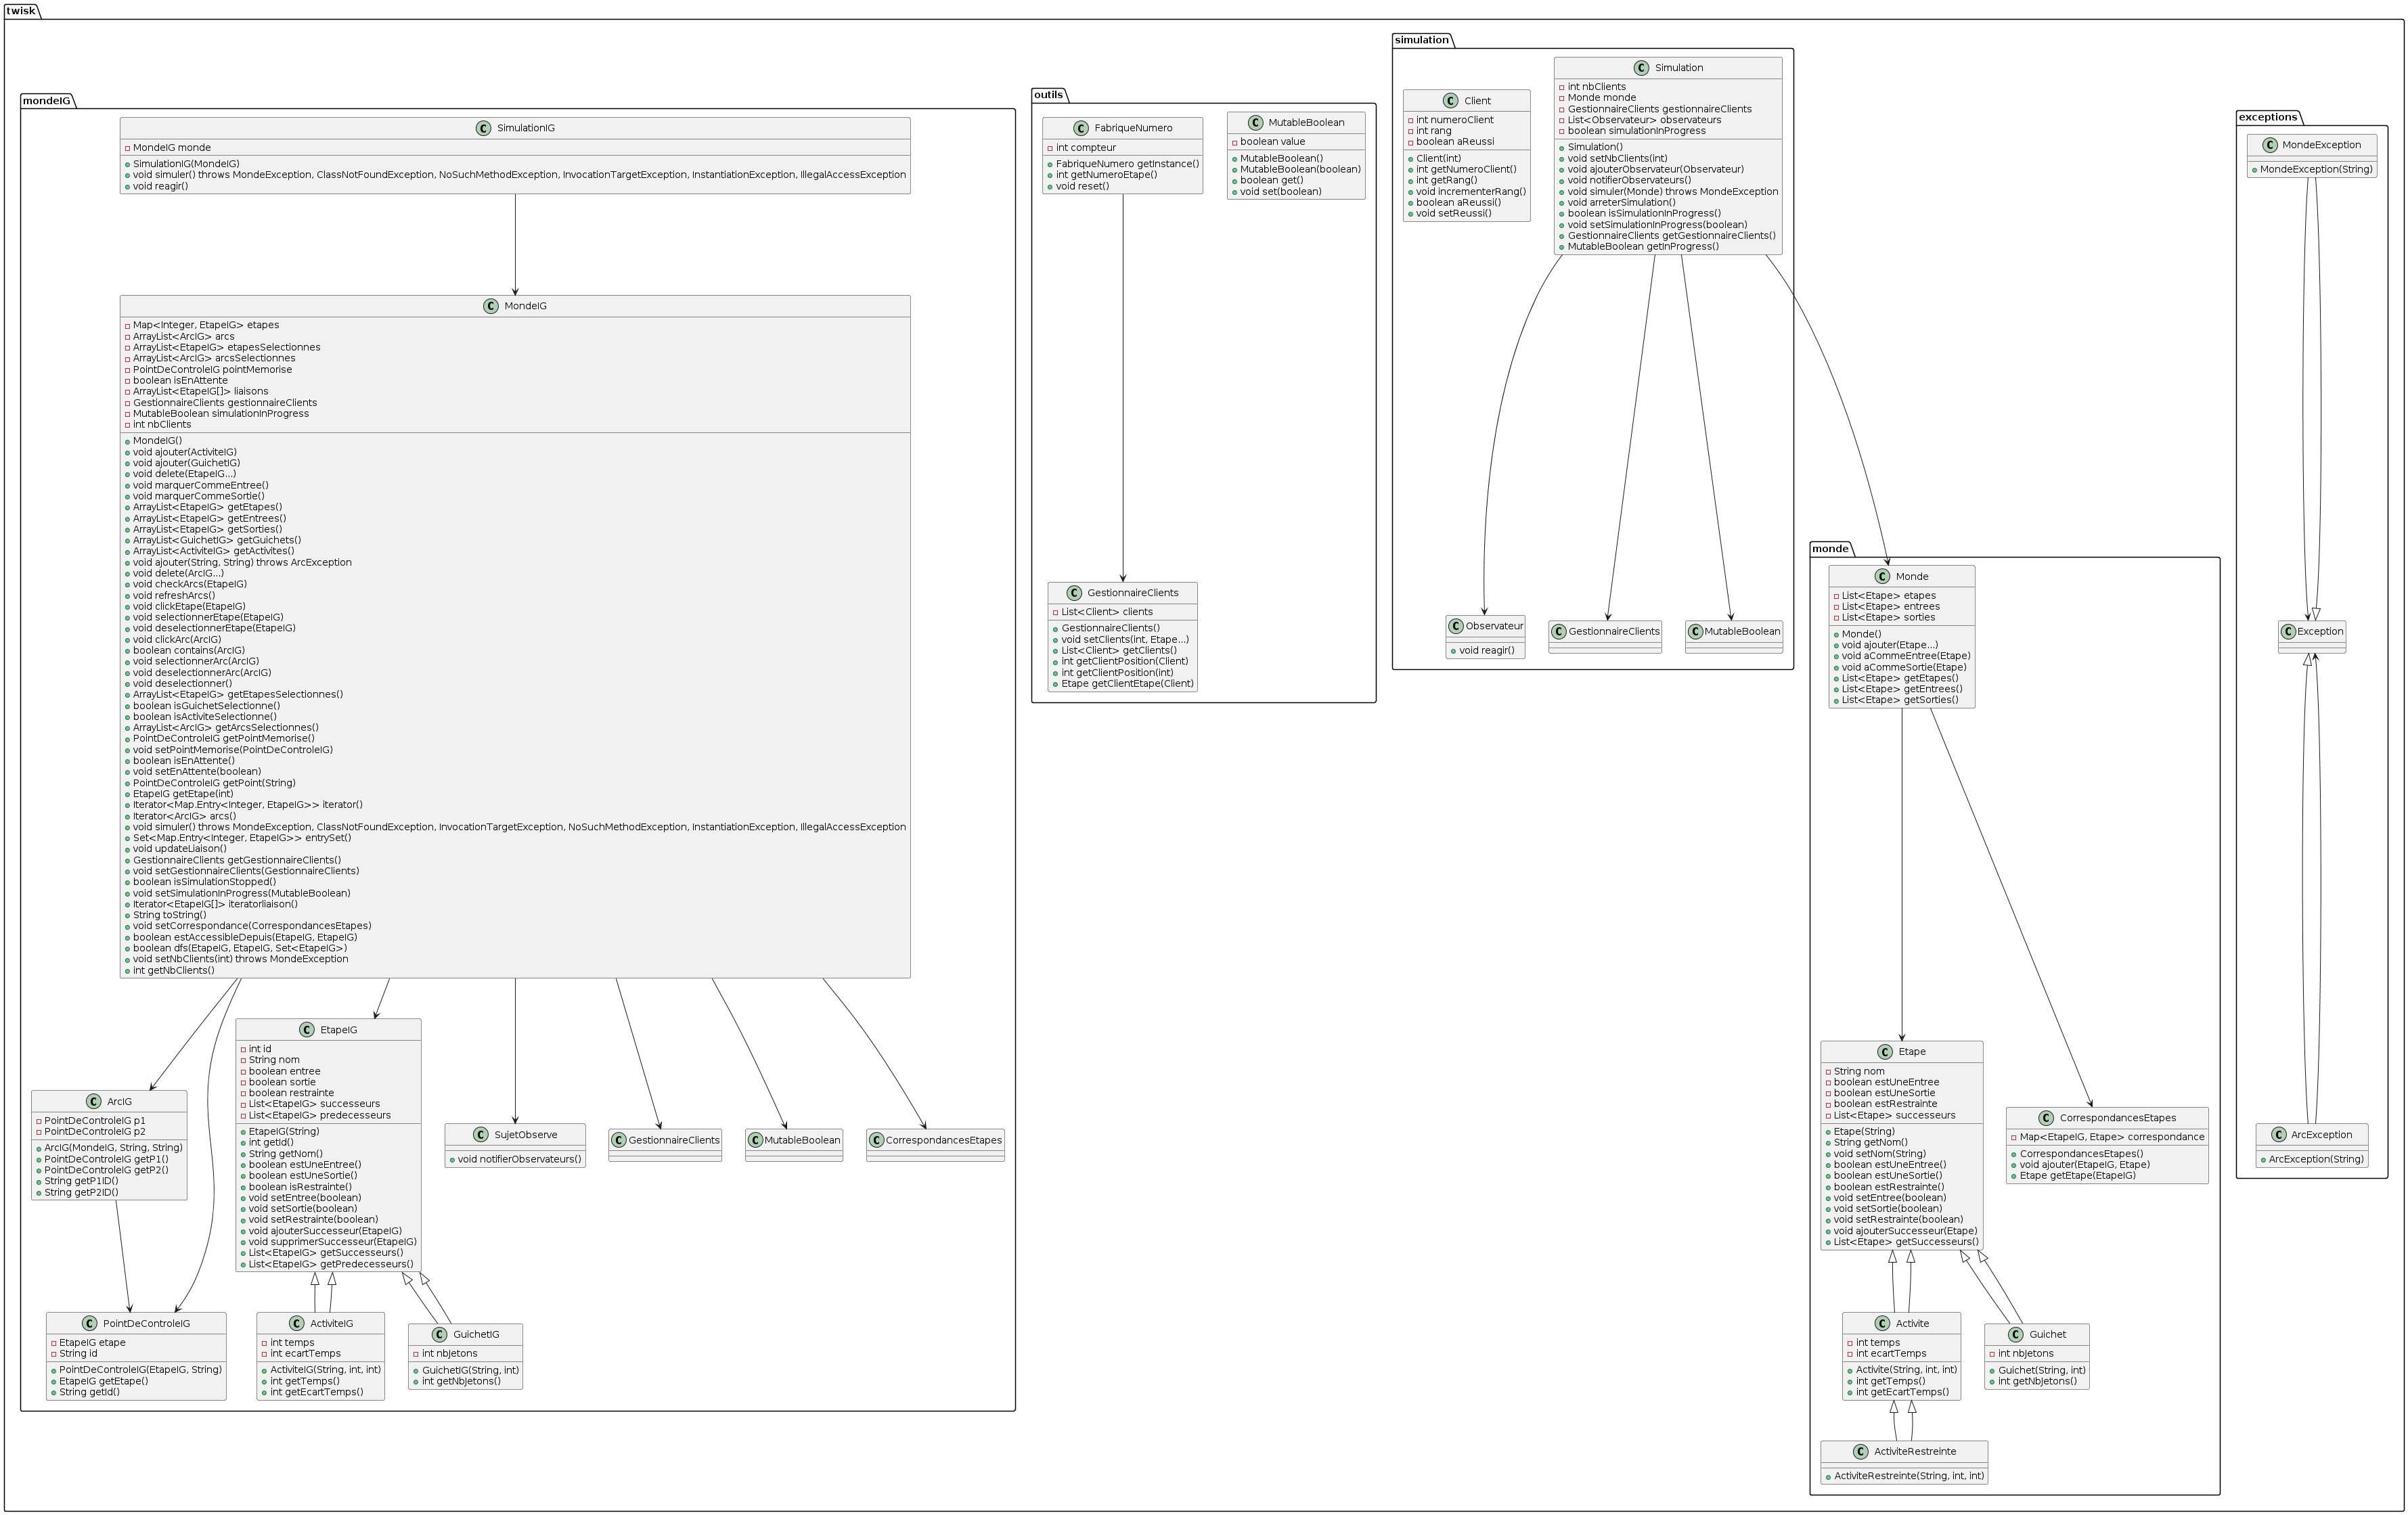 twisk
mondeIG
SimulationIG
MondeIG monde
SimulationIG(MondeIG)
void simuler() throws MondeException, ClassNotFoundException, NoSuchMethodException, InvocationTargetException, InstantiationException, IllegalAccessException
void reagir()
MondeIG
Map<Integer, EtapeIG> etapes
ArrayList<ArcIG> arcs
ArrayList<EtapeIG> etapesSelectionnes
ArrayList<ArcIG> arcsSelectionnes
PointDeControleIG pointMemorise
boolean isEnAttente
ArrayList<EtapeIG[]> liaisons
GestionnaireClients gestionnaireClients
MutableBoolean simulationInProgress
int nbClients
MondeIG()
void ajouter(ActiviteIG)
void ajouter(GuichetIG)
void delete(EtapeIG...)
void marquerCommeEntree()
void marquerCommeSortie()
ArrayList<EtapeIG> getEtapes()
ArrayList<EtapeIG> getEntrees()
ArrayList<EtapeIG> getSorties()
ArrayList<GuichetIG> getGuichets()
ArrayList<ActiviteIG> getActivites()
void ajouter(String, String) throws ArcException
void delete(ArcIG...)
void checkArcs(EtapeIG)
void refreshArcs()
void clickEtape(EtapeIG)
void selectionnerEtape(EtapeIG)
void deselectionnerEtape(EtapeIG)
void clickArc(ArcIG)
boolean contains(ArcIG)
void selectionnerArc(ArcIG)
void deselectionnerArc(ArcIG)
void deselectionner()
ArrayList<EtapeIG> getEtapesSelectionnes()
boolean isGuichetSelectionne()
boolean isActiviteSelectionne()
ArrayList<ArcIG> getArcsSelectionnes()
PointDeControleIG getPointMemorise()
void setPointMemorise(PointDeControleIG)
boolean isEnAttente()
void setEnAttente(boolean)
PointDeControleIG getPoint(String)
EtapeIG getEtape(int)
Iterator<Map.Entry<Integer, EtapeIG>> iterator()
Iterator<ArcIG> arcs()
void simuler() throws MondeException, ClassNotFoundException, InvocationTargetException, NoSuchMethodException, InstantiationException, IllegalAccessException
Set<Map.Entry<Integer, EtapeIG>> entrySet()
void updateLiaison()
GestionnaireClients getGestionnaireClients()
void setGestionnaireClients(GestionnaireClients)
boolean isSimulationStopped()
void setSimulationInProgress(MutableBoolean)
Iterator<EtapeIG[]> iteratorliaison()
String toString()
void setCorrespondance(CorrespondancesEtapes)
boolean estAccessibleDepuis(EtapeIG, EtapeIG)
boolean dfs(EtapeIG, EtapeIG, Set<EtapeIG>)
void setNbClients(int) throws MondeException
int getNbClients()
ArcIG
PointDeControleIG p1
PointDeControleIG p2
ArcIG(MondeIG, String, String)
PointDeControleIG getP1()
PointDeControleIG getP2()
String getP1ID()
String getP2ID()
EtapeIG
int id
String nom
boolean entree
boolean sortie
boolean restrainte
List<EtapeIG> successeurs
List<EtapeIG> predecesseurs
EtapeIG(String)
int getId()
String getNom()
boolean estUneEntree()
boolean estUneSortie()
boolean isRestrainte()
void setEntree(boolean)
void setSortie(boolean)
void setRestrainte(boolean)
void ajouterSuccesseur(EtapeIG)
void supprimerSuccesseur(EtapeIG)
List<EtapeIG> getSuccesseurs()
List<EtapeIG> getPredecesseurs()
SujetObserve
void notifierObservateurs()
GestionnaireClients
MutableBoolean
CorrespondancesEtapes
PointDeControleIG
EtapeIG etape
String id
PointDeControleIG(EtapeIG, String)
EtapeIG getEtape()
String getId()
ActiviteIG
int temps
int ecartTemps
ActiviteIG(String, int, int)
int getTemps()
int getEcartTemps()
GuichetIG
int nbJetons
GuichetIG(String, int)
int getNbJetons()
outils
FabriqueNumero
int compteur
FabriqueNumero getInstance()
int getNumeroEtape()
void reset()
MutableBoolean
boolean value
MutableBoolean()
MutableBoolean(boolean)
boolean get()
void set(boolean)
GestionnaireClients
List<Client> clients
GestionnaireClients()
void setClients(int, Etape...)
List<Client> getClients()
int getClientPosition(Client)
int getClientPosition(int)
Etape getClientEtape(Client)
simulation
Client
int numeroClient
int rang
boolean aReussi
Client(int)
int getNumeroClient()
int getRang()
void incrementerRang()
boolean aReussi()
void setReussi()
Simulation
int nbClients
Monde monde
GestionnaireClients gestionnaireClients
List<Observateur> observateurs
boolean simulationInProgress
Simulation()
void setNbClients(int)
void ajouterObservateur(Observateur)
void notifierObservateurs()
void simuler(Monde) throws MondeException
void arreterSimulation()
boolean isSimulationInProgress()
void setSimulationInProgress(boolean)
GestionnaireClients getGestionnaireClients()
MutableBoolean getInProgress()
Observateur
void reagir()
GestionnaireClients
MutableBoolean
monde
Monde
List<Etape> etapes
List<Etape> entrees
List<Etape> sorties
Monde()
void ajouter(Etape...)
void aCommeEntree(Etape)
void aCommeSortie(Etape)
List<Etape> getEtapes()
List<Etape> getEntrees()
List<Etape> getSorties()
Etape
String nom
boolean estUneEntree
boolean estUneSortie
boolean estRestrainte
List<Etape> successeurs
Etape(String)
String getNom()
void setNom(String)
boolean estUneEntree()
boolean estUneSortie()
boolean estRestrainte()
void setEntree(boolean)
void setSortie(boolean)
void setRestrainte(boolean)
void ajouterSuccesseur(Etape)
List<Etape> getSuccesseurs()
CorrespondancesEtapes
Map<EtapeIG, Etape> correspondance
CorrespondancesEtapes()
void ajouter(EtapeIG, Etape)
Etape getEtape(EtapeIG)
Activite
int temps
int ecartTemps
Activite(String, int, int)
int getTemps()
int getEcartTemps()
Guichet
int nbJetons
Guichet(String, int)
int getNbJetons()
ActiviteRestreinte
ActiviteRestreinte(String, int, int)
exceptions
MondeException
MondeException(String)
Exception
ArcException
ArcException(String)